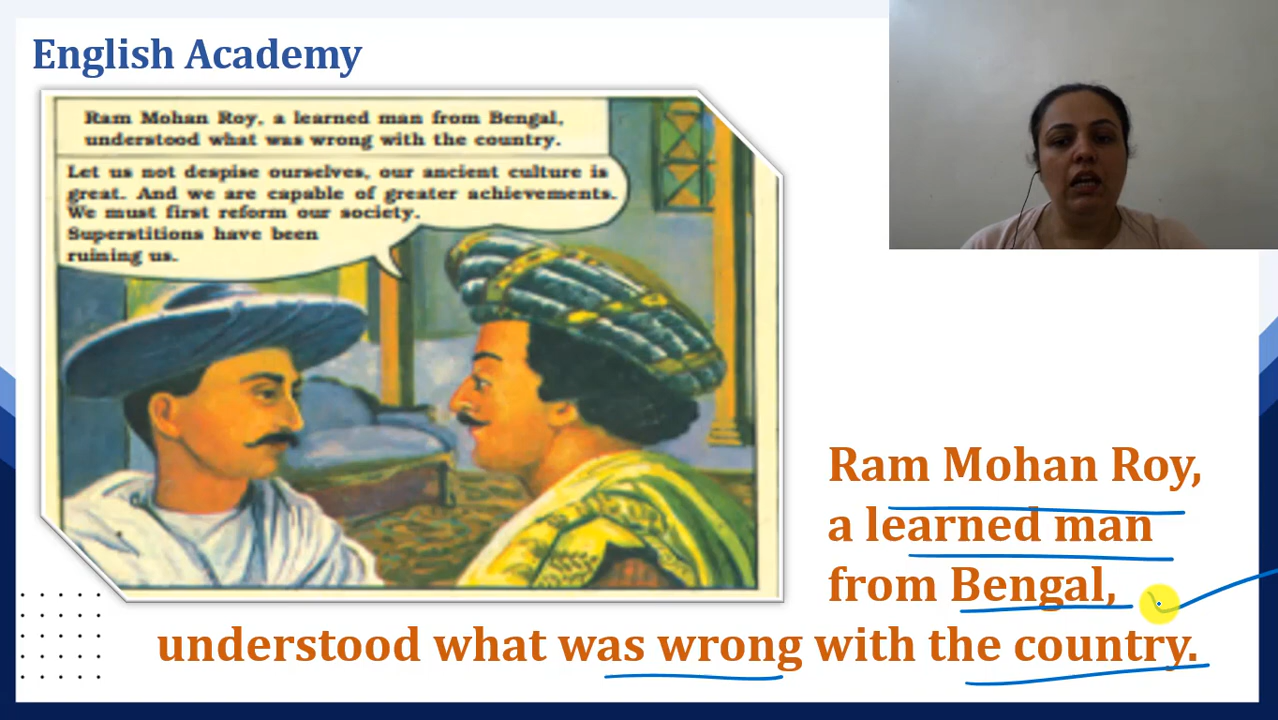 English Academy
Ram Mohan Roy, a learned man from Bengal,
understood what was wrong with the country.
Let us not despise ourselves, our ancient culture is
great. And we are capable of greater achievements.
We must first reform our society.
Superstitions have been
ruining us.
Ram Mohan Roy,
a learned man
from Bengal,
understood what was wrong with the country.